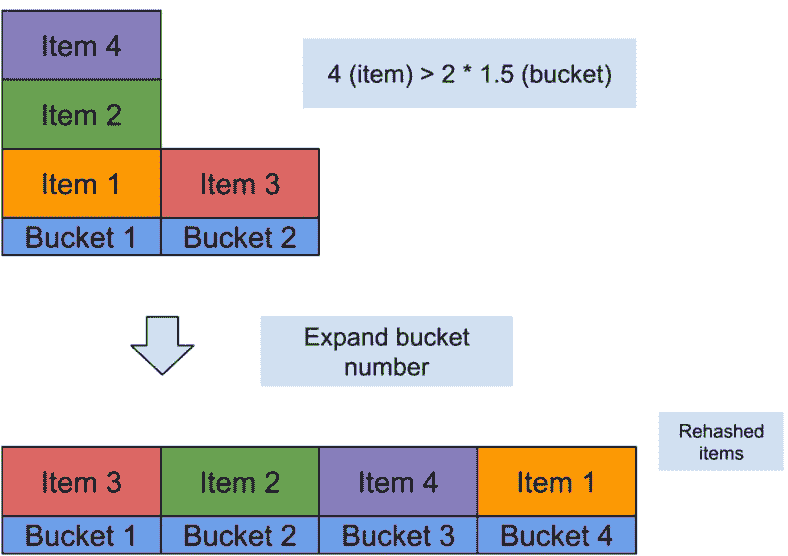 Item 4
4 (item) > 2 * 1.5 (bucket)
Item 2
Item 1
Item 3
Bucket 1
Bucket 2
Expand bucket
number
Rehashed
items
Item 3
Item 2
Item 4
Item 1
Bucket 1
Bucket 2
Bucket 3
Bucket 4